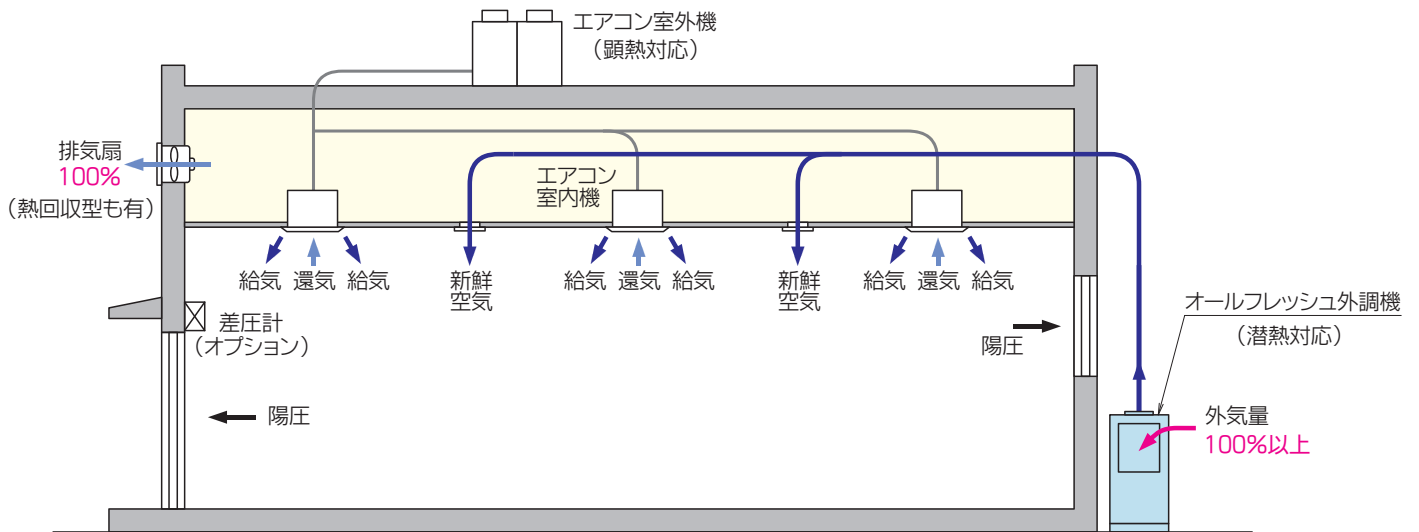 エアコン室外機
（顕熱対応）
排気扇
100%
（熱回収型も有）
エアコン
室内機
給気 還気 給気
新鮮
空気
給気 還気 給気
新鮮
空気
給気 還気 給気
差圧計
（オプション）
陽圧
陽圧
オールフレッシュ外調機
（潜熱対応）
外気量
100%以上